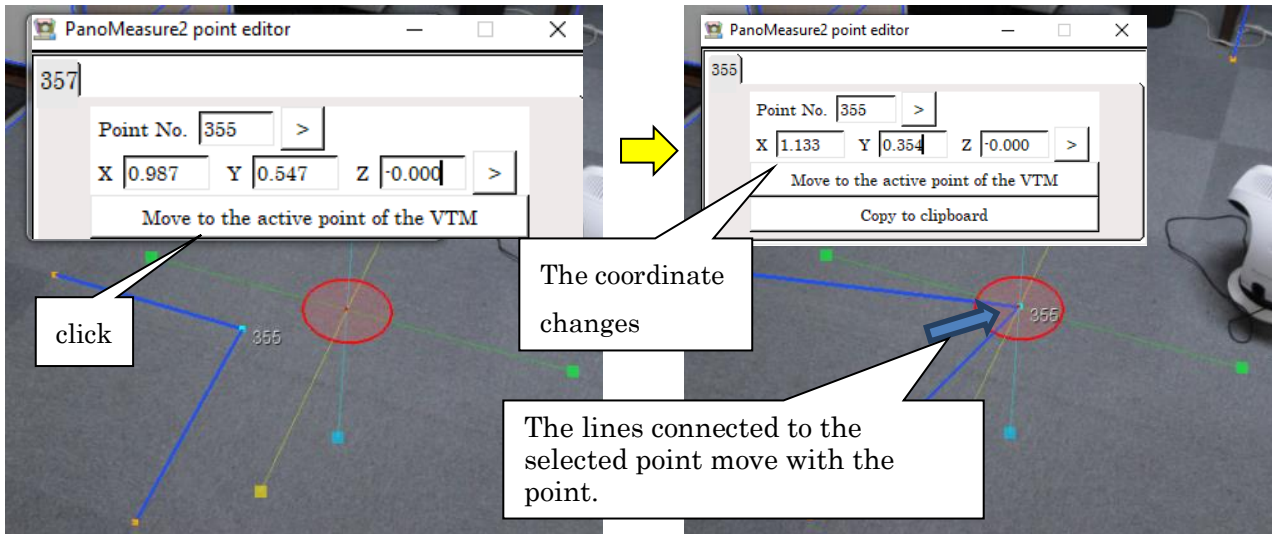 PanoMeasure2 point editor
357
Point No. 355 >
X 0.987 Y 0.547 Z -0.000 >
Move to the active point of the VTM
click
355
PanoMeasure2 point editor
355
Point No. 355 >
X 1.133 Y 0.354 Z -0.000 >
Move to the active point of the VTM
Copy to clipboard
The coordinate
changes
355
The lines connected to the
selected point move with the
point.